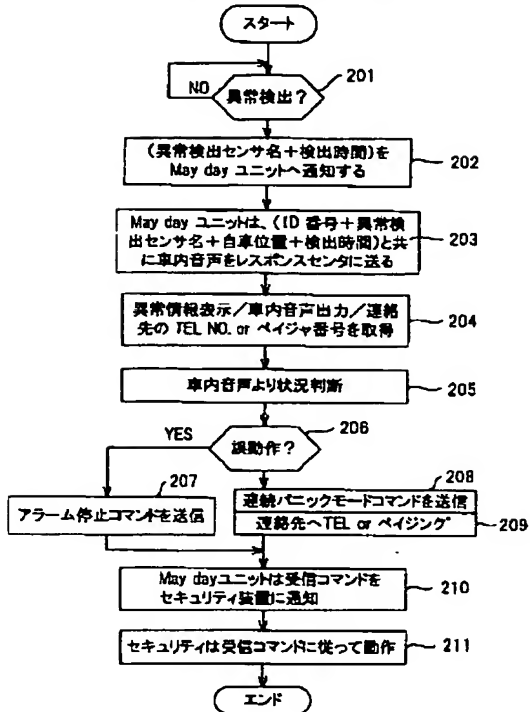 スタート
201
NO
異常検出?
(異常検出センサ名+検出時間)を
May day ユニットへ通知する
202
May day ユニットは、(ID 番号+異常検
出センサ名+自車位置+検出時間)と共
に車内音声をレスポンスセンタに送る
203
異常情報表示/車内音声出力/連絡
先の TEL NO. or ペイジャ番号を取得
204
車内音声より状況判断
205
206
YES
誤動作?
207
アラーム停止コマンドを送信
208
連続パニックモードコマンドを送信
連絡先へTEL or ペイジング
209
May dayユニットは受信コマンドを
セキュリティ装置に通知
210
セキュリティは受信コマンドに従って動作
211
エンド